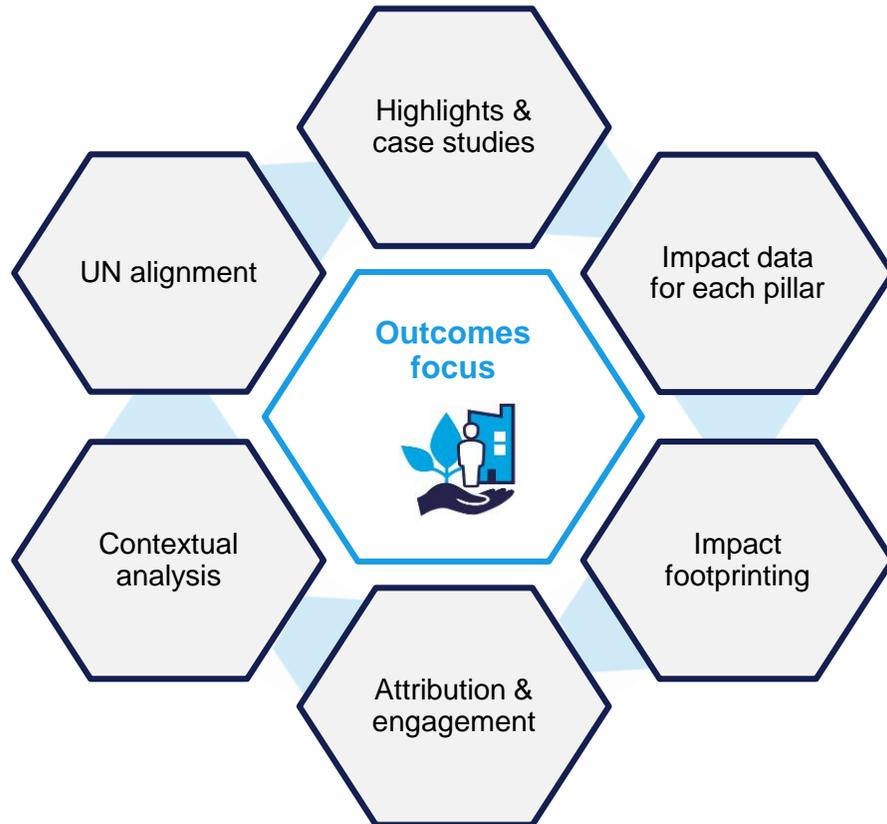 Highlights &
case studies
UN alignment
Impact data
for each pillar
Outcomes
focus
Contextual
analysis
Impact
footprinting
Attribution &
engagement